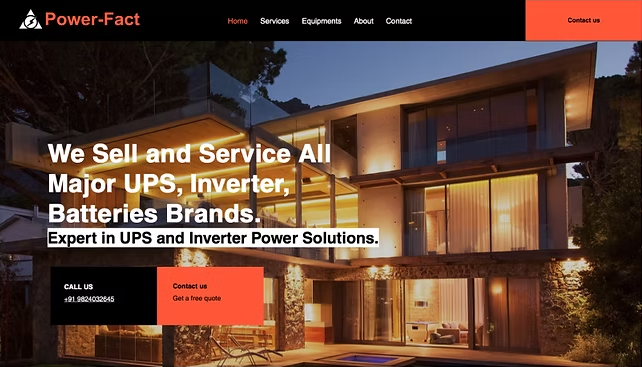 Power-Fact
Home Services Equipments About Contact
Contact us
We Sell and Service All
Major UPS, Inverter,
Batteries Brands.
Expert in UPS and Inverter Power Solutions.
CALL US
+91 9824032645
Contact us
Get a free quote